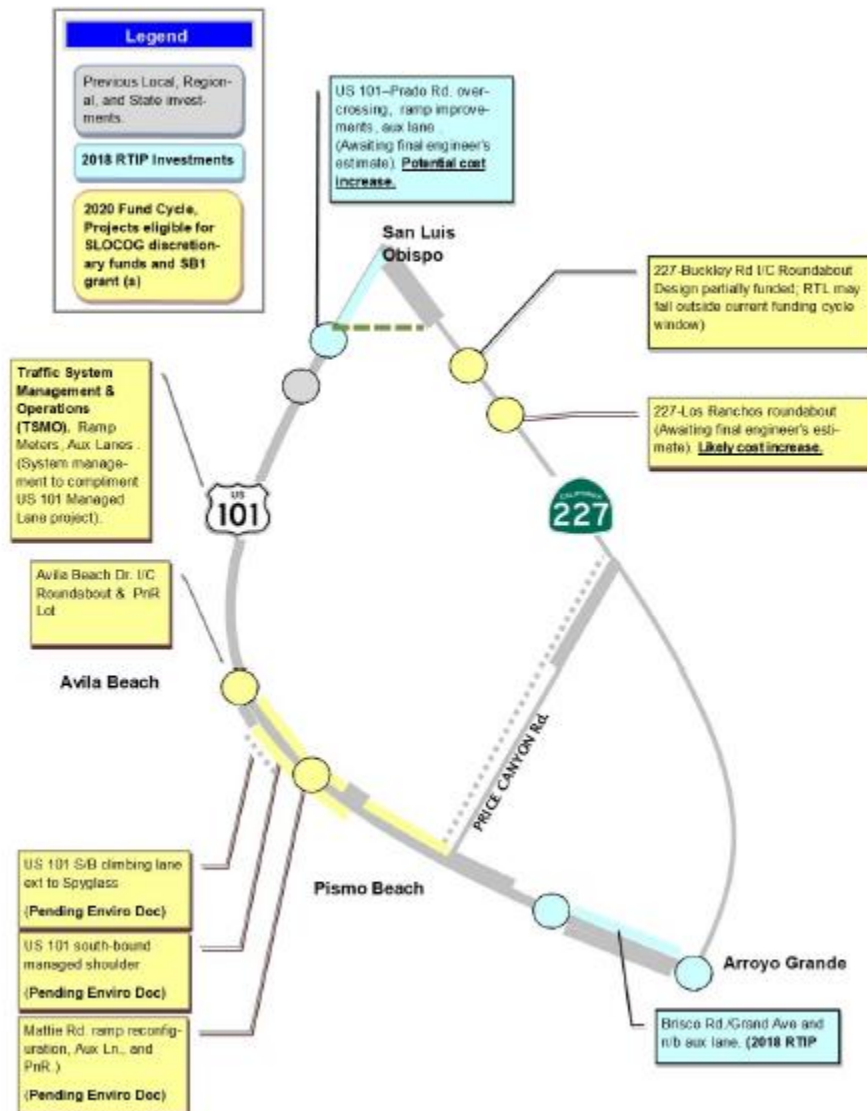 Legend
Previous Local, Region-
al, and State invest-
ments.
2018 RTIP Investments
2020 Fund Cycle,
Projects eligible for
SLOCOG discretion-
ary funds and SB1
grant (s)
US 101–Prado Rd. over-
crossing, ramp improve-
ments, aux lane .
(Awaiting final engineer's
estimate). Potential cost
increase.
San Luis
Obispo
227-Buckley Rd I/C Roundabout
Design partially funded; RTL may
fall outside current funding cycle
window)
Traffic System
Management &
Operations
(TSMO). Ramp
Meters, Aux Lanes .
(System manage-
ment to compliment
US 101 Managed
Lane project).
227-Los Ranchos roundabout
(Awaiting final engineer's esti-
mate). Likely cost increase.
US
101
CALIFORNIA
227
Avila Beach Dr. I/C
Roundabout & PnR
Lot
Avila Beach
PRICE CANYON Rd.
US 101 S/B climbing lane
ext to Spyglass
(Pending Enviro Doc)
Pismo Beach
US 101 south-bound
managed shoulder
(Pending Enviro Doc)
Arroyo Grande
Mattie Rd. ramp reconfig-
uration, Aux Ln., and
PnR.)
(Pending Enviro Doc)
Brisco Rd./Grand Ave and
n/b aux lane. (2018 RTIP